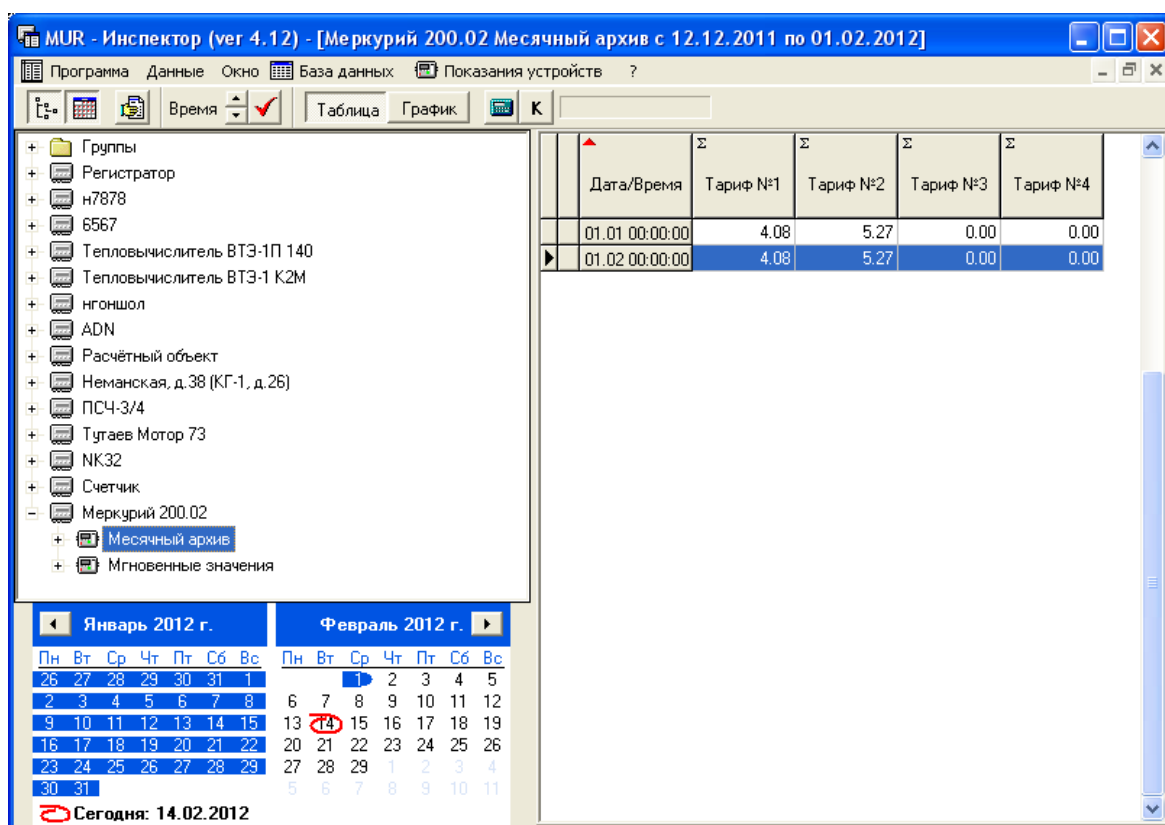 MUR - Инспектор (ver 4.12) - [Меркурий 200.02 Месячный архив с 12.12.2011 по 01.02.2012]
Программа Данные Окно База данных Показания устройств ?
Время Таблица График К
Группы
Регистратор
н7878
6567
Тепловычислитель ВТЭ-1П 140
Тепловычислитель ВТЭ-1 К2М
нгоншол
ADN
Расчётный объект
Неманская, д.38 (КГ-1, д.26)
ПСЧ-3/4
Тутаев Мотор 73
NK32
Счетчик
Меркурий 200.02
Месячный архив
Мгновенные значения
Σ Σ Σ Σ
Дата/Время Тариф №1 Тариф №2 Тариф №3 Тариф №4
01.01 00:00:00 4.08 5.27 0.00 0.00
01.02 00:00:00 4.08 5.27 0.00 0.00
Январь 2012 г.
Пн Вт Ср Чт Пт Сб Вс
26 27 28 29 30 31 1
2 3 4 5 6 7 8
9 10 11 12 13 14 15
16 17 18 19 20 21 22
23 24 25 26 27 28 29
30 31
Февраль 2012 г.
Пн Вт Ср Чт Пт Сб Вс
1 2 3 4 5
6 7 8 9 10 11 12
13 14 15 16 17 18 19
20 21 22 23 24 25 26
27 28 29 1 2 3 4
5 6 7 8 9 10 11
Сегодня: 14.02.2012